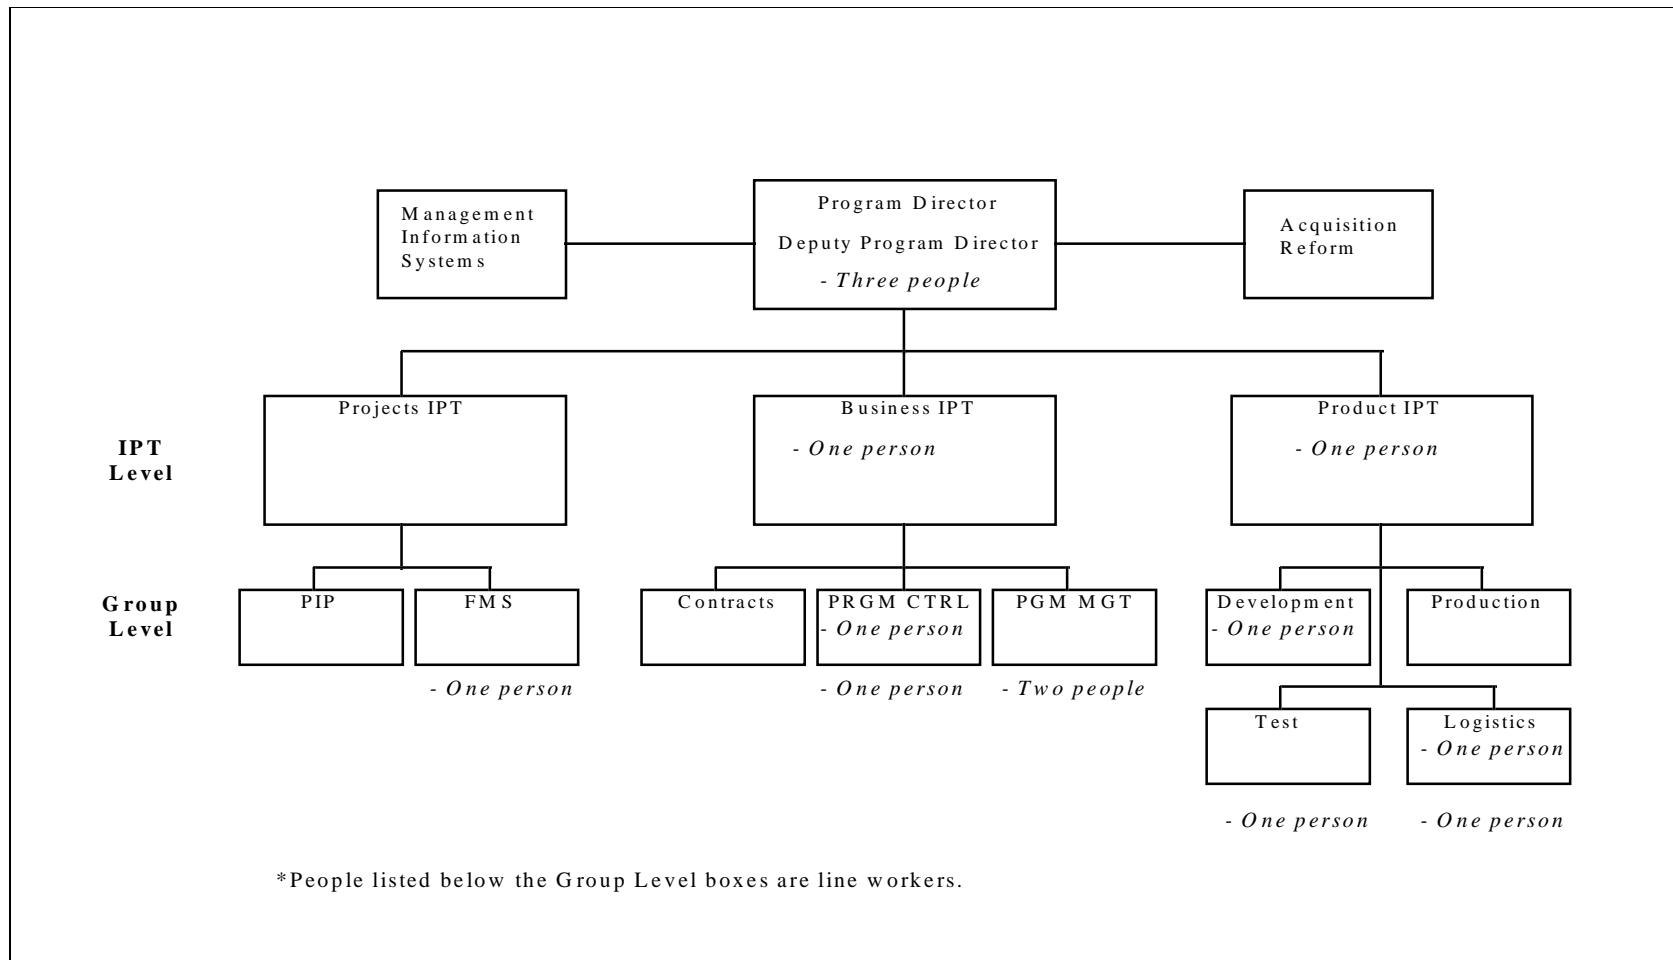 Management
Information
Systems
Program Director
Deputy Program Director
- Three people
Acquisition
Reform
IPT
Level
Projects IPT
Business IPT
- One person
Product IPT
- One person
Group
Level
PIP
FMS
- One person
Contracts
PRGM CTRL
- One person
- One person
PGM MGT
- Two people
Development
- One person
Production
Test
- One person
Logistics
- One person
- One person
*People listed below the Group Level boxes are line workers.